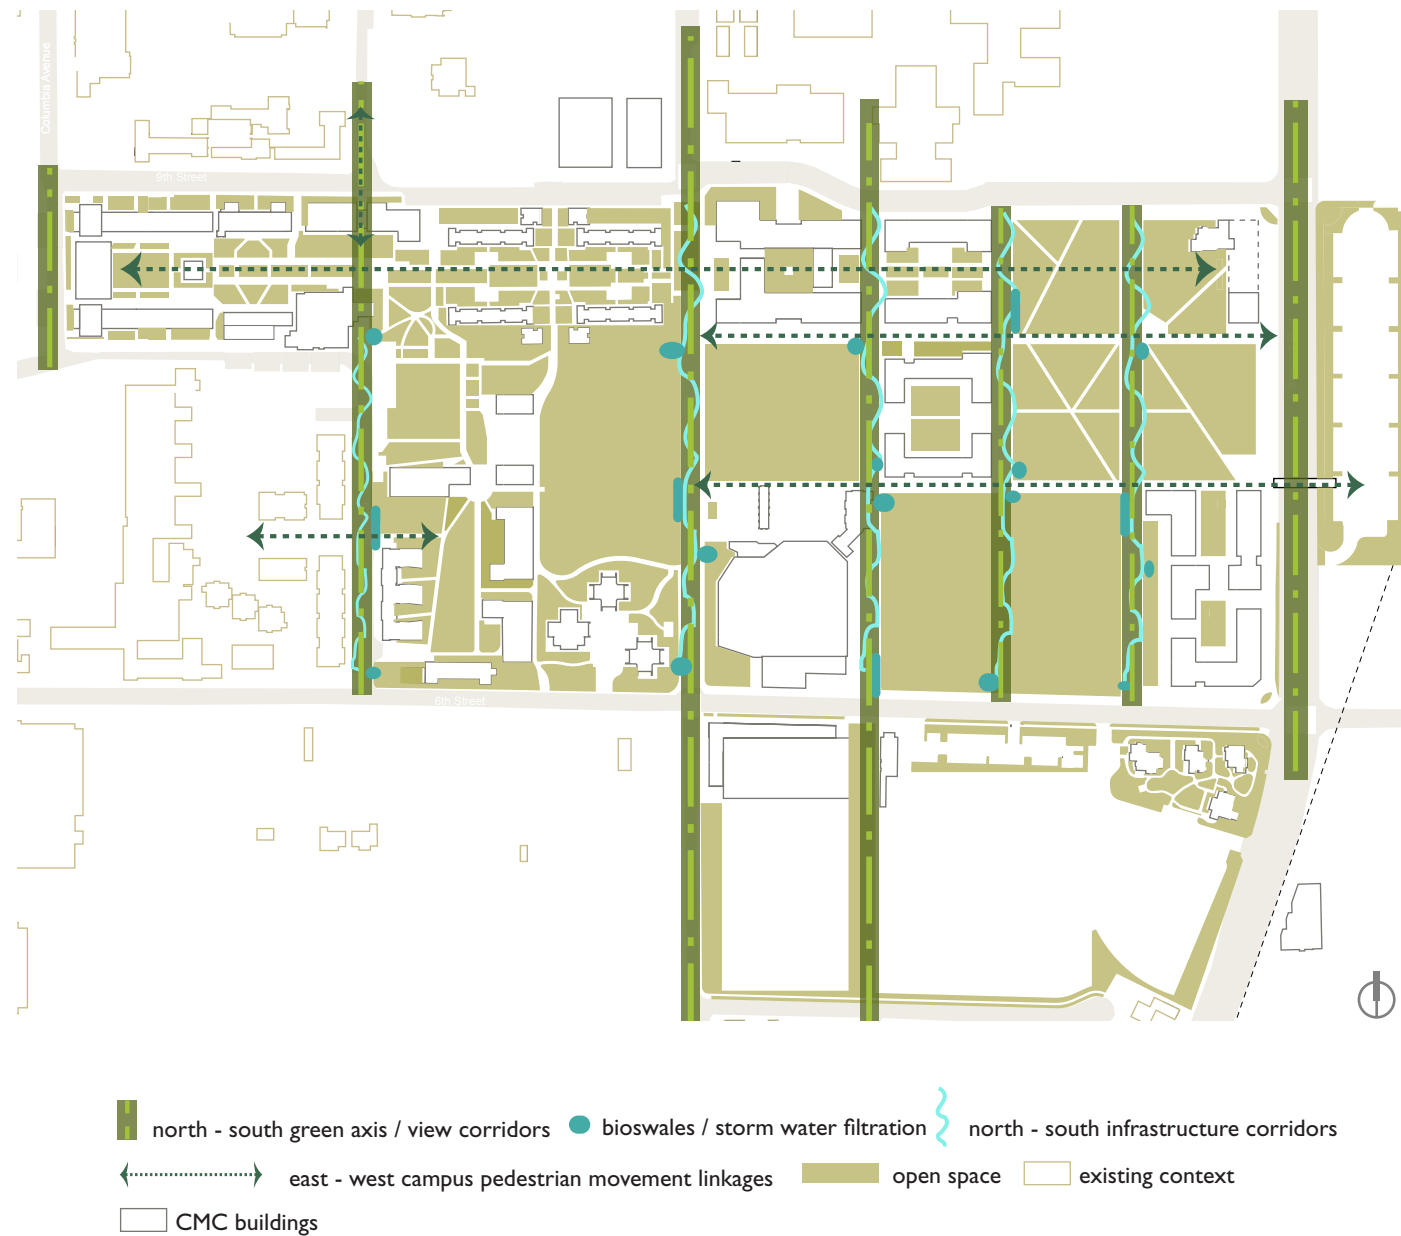 Columbia Avenue
9th Street
6th Street
north - south green axis / view corridors
bioswales / storm water filtration
north - south infrastructure corridors
east - west campus pedestrian movement linkages
open space
existing context
CMC buildings